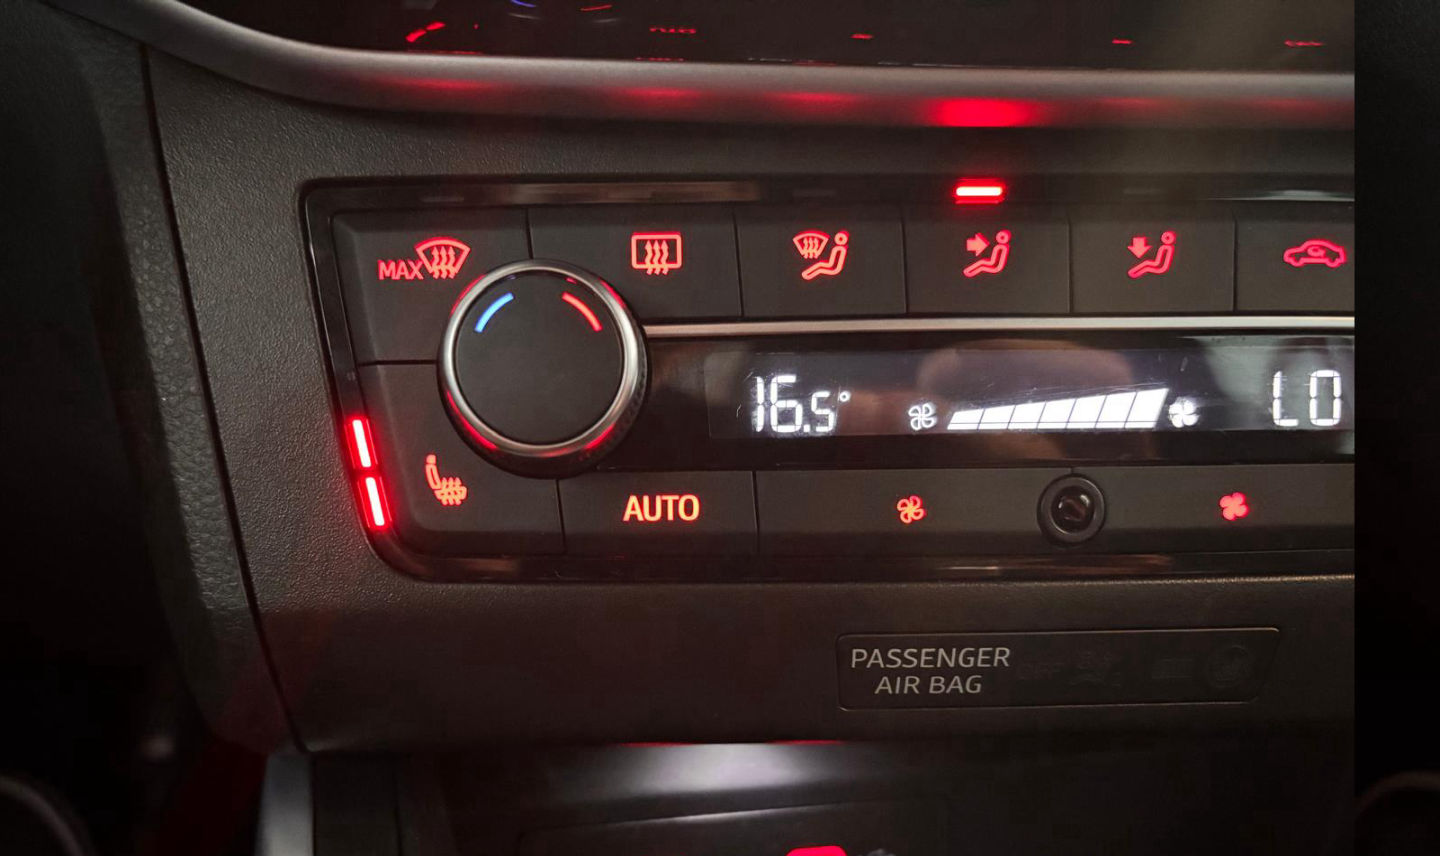 MAX
16.5°
LO
AUTO
PASSENGER
AIR BAG